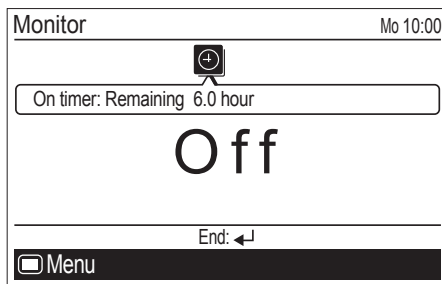 Monitor Mo 10:00
On timer: Remaining 6.0 hour
Off
End:
Menu